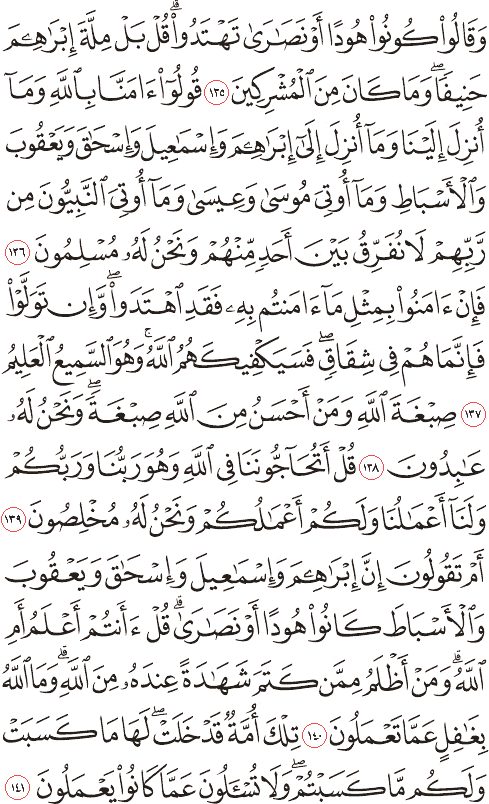 وَقَالُوا۟ كُونُوا۟ هُودًا أَوْ نَصَـٰرَىٰ تَهْتَدُوا۟ ۗ قُلْ بَلْ مِلَّةَ إِبْرَٰهِـۧمَ
حَنِيفًا ۖ وَمَا كَانَ مِنَ ٱلْمُشْرِكِينَ ١٣٥ قُولُوٓا۟ ءَامَنَّا بِٱللَّهِ وَمَآ
أُنزِلَ إِلَيْنَا وَمَآ أُنزِلَ إِلَىٰٓ إِبْرَٰهِـۧمَ وَإِسْمَـٰعِيلَ وَإِسْحَـٰقَ وَيَعْقُوبَ
وَٱلْأَسْبَاطِ وَمَآ أُوتِىَ مُوسَىٰ وَعِيسَىٰ وَمَآ أُوتِىَ ٱلنَّبِيُّونَ مِن
رَّبِّهِمْ لَا نُفَرِّقُ بَيْنَ أَحَدٍ مِّنْهُمْ وَنَحْنُ لَهُۥ مُسْلِمُونَ ١٣٦
فَإِنْ ءَامَنُوا۟ بِمِثْلِ مَآ ءَامَنتُم بِهِۦ فَقَدِ ٱهْتَدَوا۟ ۖ وَّإِن تَوَلَّوْا۟
فَإِنَّمَا هُمْ فِى شِقَاقٍ ۖ فَسَيَكْفِيكَهُمُ ٱللَّهُ ۚ وَهُوَ ٱلسَّمِيعُ ٱلْعَلِيمُ
١٣٧ صِبْغَةَ ٱللَّهِ ۖ وَمَنْ أَحْسَنُ مِنَ ٱللَّهِ صِبْغَةً ۖ وَنَحْنُ لَهُۥ
عَـٰبِدُونَ ١٣٨ قُلْ أَتُحَآجُّونَنَا فِى ٱللَّهِ وَهُوَ رَبُّنَا وَرَبُّكُمْ
وَلَنَآ أَعْمَـٰلُنَا وَلَكُمْ أَعْمَـٰلُكُمْ وَنَحْنُ لَهُۥ مُخْلِصُونَ ١٣٩
أَمْ تَقُولُونَ إِنَّ إِبْرَٰهِـۧمَ وَإِسْمَـٰعِيلَ وَإِسْحَـٰقَ وَيَعْقُوبَ
وَٱلْأَسْبَاطَ كَانُوا۟ هُودًا أَوْ نَصَـٰرَىٰ ۗ قُلْ ءَأَنتُمْ أَعْلَمُ أَمِ
ٱللَّهُ ۗ وَمَنْ أَظْلَمُ مِمَّن كَتَمَ شَهَـٰدَةً عِندَهُۥ مِنَ ٱللَّهِ ۗ وَمَا ٱللَّهُ
بِغَـٰفِلٍ عَمَّا تَعْمَلُونَ ١٤٠ تِلْكَ أُمَّةٌ قَدْ خَلَتْ ۖ لَهَا مَا كَسَبَتْ
وَلَكُم مَّا كَسَبْتُمْ ۖ وَلَا تُسْـَٔلُونَ عَمَّا كَانُوا۟ يَعْمَلُونَ ١٤١